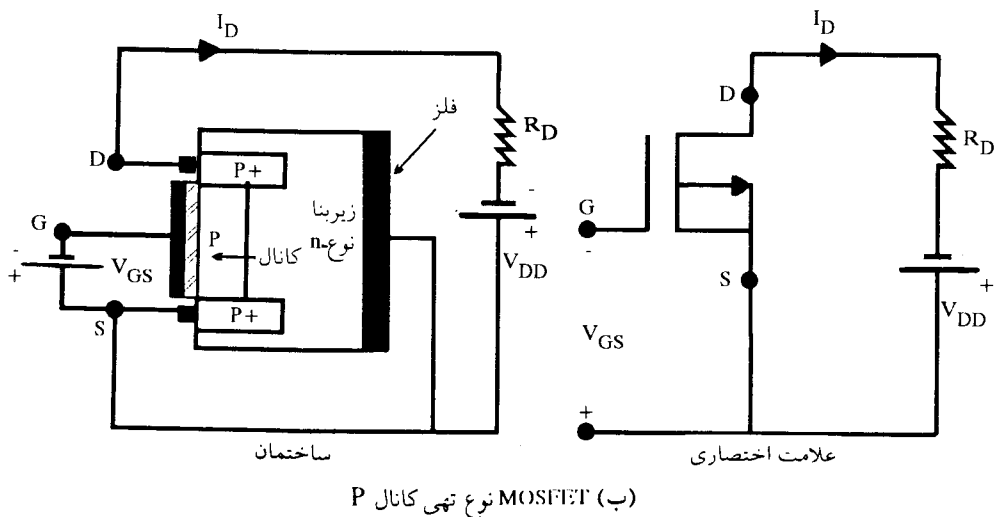 I_D
D
P+
فلز
R_D
-
+
V_DD
زیربنا
نوع-n
P
کانال
G
-
+
V_GS
P+
S
ساختمان
I_D
D
R_D
G
-
S
+
V_DD
V_GS
+
علامت اختصاری
(ب) MOSFET نوع تهی کانال P